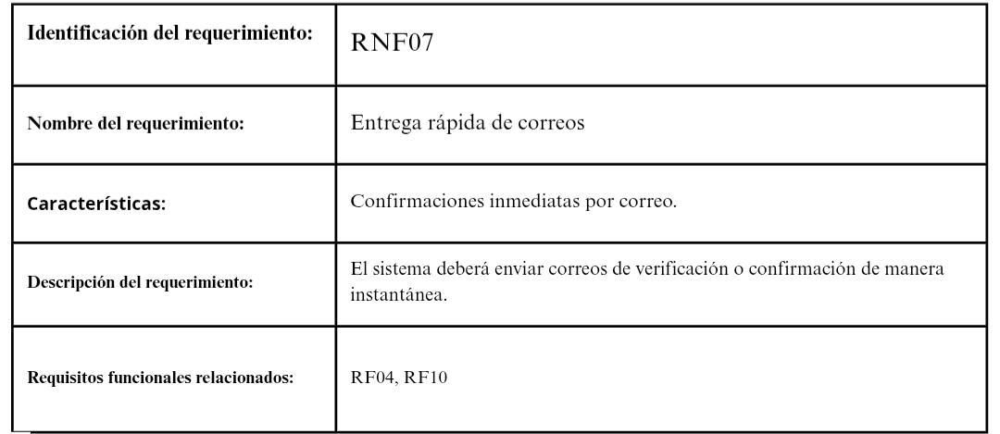 Identificación del requerimiento:
RNF07
Nombre del requerimiento:
Entrega rápida de correos
Características:
Confirmaciones inmediatas por correo.
Descripción del requerimiento:
El sistema deberá enviar correos de verificación o confirmación de manera
instantánea.
Requisitos funcionales relacionados:
RF04, RF10